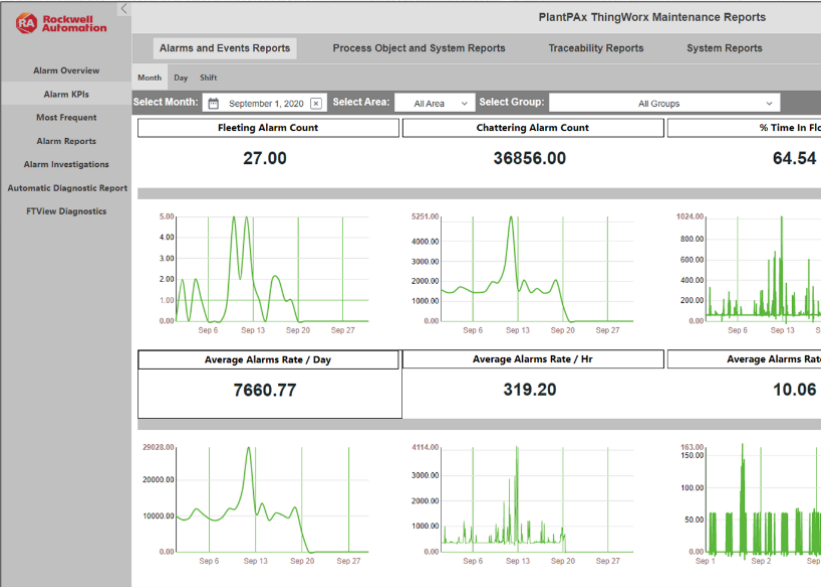 Rockwell
Automation
PlantPAx ThingWorx Maintenance Reports
Alarms and Events Reports Process Object and System Reports Traceability Reports System Reports
Alarm Overview
Alarm KPIs
Most Frequent
Alarm Reports
Alarm Investigations
Automatic Diagnostic Report
FTView Diagnostics
Month Day Shift
Select Month: September 1, 2020 Select Area: All Area Select Group: All Groups
Fleeting Alarm Count Chattering Alarm Count % Time In Flo
27.00 36856.00 64.54
5.00
4.00
3.00
2.00
1.00
0.00
Sep 6 Sep 13 Sep 20 Sep 27
5251.00
4000.00
3000.00
2000.00
1000.00
0.00
Sep 6 Sep 13 Sep 20 Sep 27
1024.00
800.00
600.00
400.00
200.00
0.00
Sep 6 Sep 13 S
Average Alarms Rate / Day Average Alarms Rate / Hr Average Alarms Rat
7660.77 319.20 10.06
29028.00
20000.00
10000.00
0.00
Sep 6 Sep 13 Sep 20 Sep 27
4114.00
3000.00
2000.00
1000.00
0.00
Sep 6 Sep 13 Sep 20 Sep 27
163.00
150.00
100.00
50.00
0.00
Sep 1 Sep 2 Sep